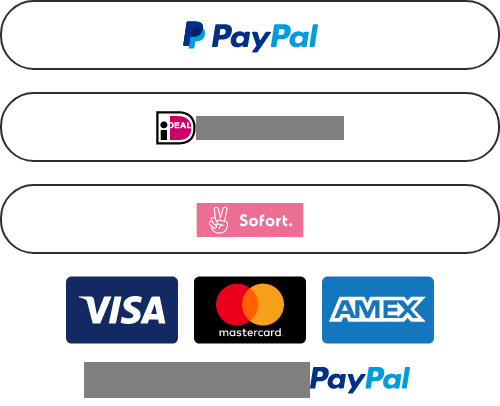 PayPal
iDEAL
Sofort.
VISA mastercard. AMEX
PayPal